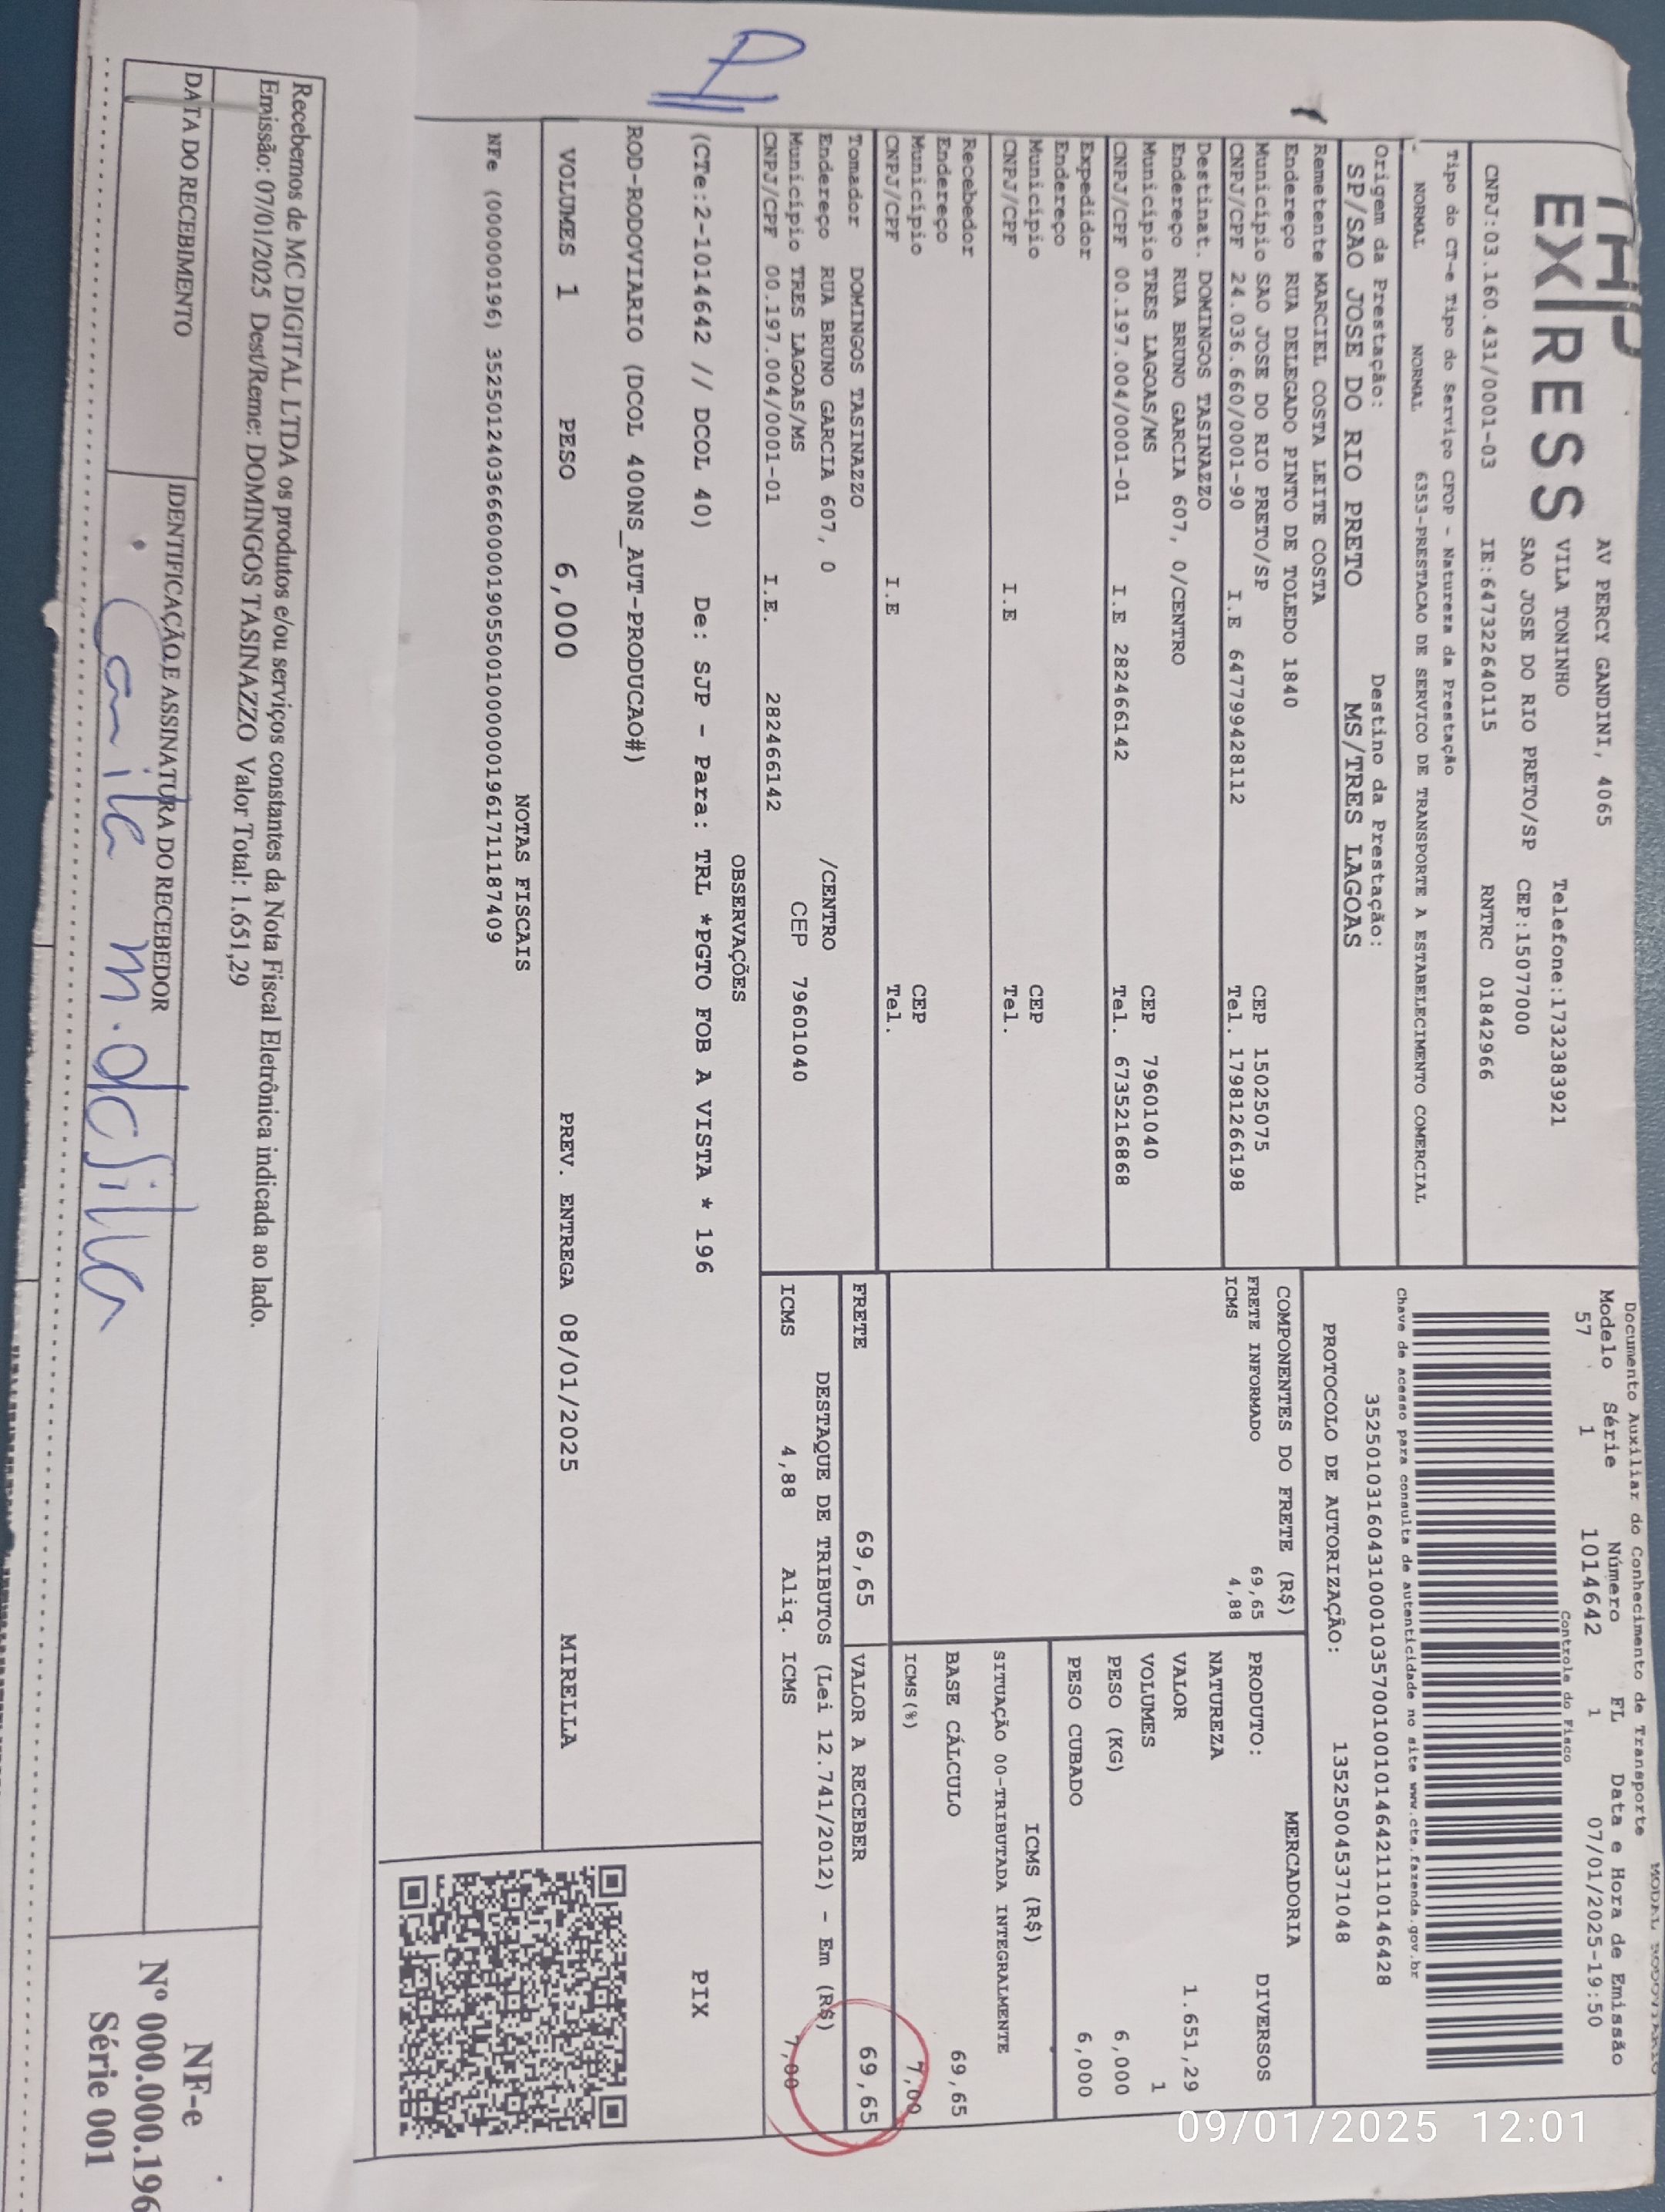 THP
EXPRESS
AV PERCY GANDINI, 4065
VILA TONINHO Telefone:1732383921
SAO JOSE DO RIO PRETO/SP CEP:15077000
CNPJ:03.160.431/0001-03 IE:647322640115 RNTRC 01842966
Tipo do CT-e Tipo do Serviço CFOP - Natureza da Prestação
NORMAL NORMAL 6353-PRESTACAO DE SERVICO DE TRANSPORTE A ESTABELECIMENTO COMERCIAL
Origem da Prestação: Destino da Prestação:
SP/SAO JOSE DO RIO PRETO MS/TRES LAGOAS
MODAL RODOVIARIO
Documento Auxiliar do Conhecimento de Transporte
Modelo Série Número FL Data e Hora de Emissão
57 1 101642 1 07/01/2025-19:50
Controle do Fisco
Chave de acesso para consulta de autenticidade no site www.cte.fazenda.gov.br
35250103160431000103570010010146421110146428
PROTOCOLO DE AUTORIZAÇÃO: 135250045371048
Remetente MARCIEL COSTA LEITE COSTA
Endereço RUA DELEGADO PINTO DE TOLEDO 1840
Município SAO JOSE DO RIO PRETO/SP CEP 15025075
CNPJ/CPF 24.036.660/0001-90 I.E 647799428112 Tel. 17981266198
Destinat. DOMINGOS TASINAZZO
Endereço RUA BRUNO GARCIA 607, 0/CENTRO
Município TRES LAGOAS/MS CEP 79601040
CNPJ/CPF 00.197.004/0001-01 I.E 282466142 Tel. 6735216868
Expedidor
Endereço
Município CEP
CNPJ/CPF I.E Tel.
Recebedor
Endereço
Município CEP
CNPJ/CPF I.E Tel.
Tomador DOMINGOS TASINAZZO
Endereço RUA BRUNO GARCIA 607, 0 /CENTRO
Município TRES LAGOAS/MS CEP 79601040
CNPJ/CPF 00.197.004/0001-01 I.E. 282466142
COMPONENTES DO FRETE (R$)
FRETE INFORMADO 69,65
ICMS 4,88
MERCADORIA
PRODUTO: DIVERSOS
NATUREZA
VALOR 1.651,29
VOLUMES 1
PESO (KG) 6,000
PESO CUBADO 6,000
ICMS (R$)
SITUAÇÃO 00-TRIBUTADA INTEGRALMENTE
BASE CÁLCULO 69,65
ICMS(%) 7,00
FRETE 69,65 VALOR A RECEBER 69,65
DESTAQUE DE TRIBUTOS (Lei 12.741/2012) - Em (R$)
ICMS 4,88 Aliq. ICMS 7,00
OBSERVAÇÕES
(CTe:2-101642 // DCOL 40) De: SJP - Para: TRL *PGTO FOB A VISTA * 196
ROD-RODOVIARIO (DCOL 400NS_AUT-PRODUCAO#)
PIX
VOLUMES 1 PESO 6,000 PREV. ENTREGA 08/01/2025 MIRELLA
NOTAS FISCAIS
NFe (000000196) 35250124036660000190550010000001961711187409
Recebemos de MC DIGITAL LTDA os produtos e/ou serviços constantes da Nota Fiscal Eletrônica indicada ao lado.
Emissão: 07/01/2025 Dest/Reme: DOMINGOS TASINAZZO Valor Total: 1.651,29
DATA DO RECEBIMENTO
IDENTIFICAÇÃO E ASSINATURA DO RECEBEDOR
Camila m. da Silva
NF-e
Nº 000.000.196
Série 001
09/01/2025 12:01